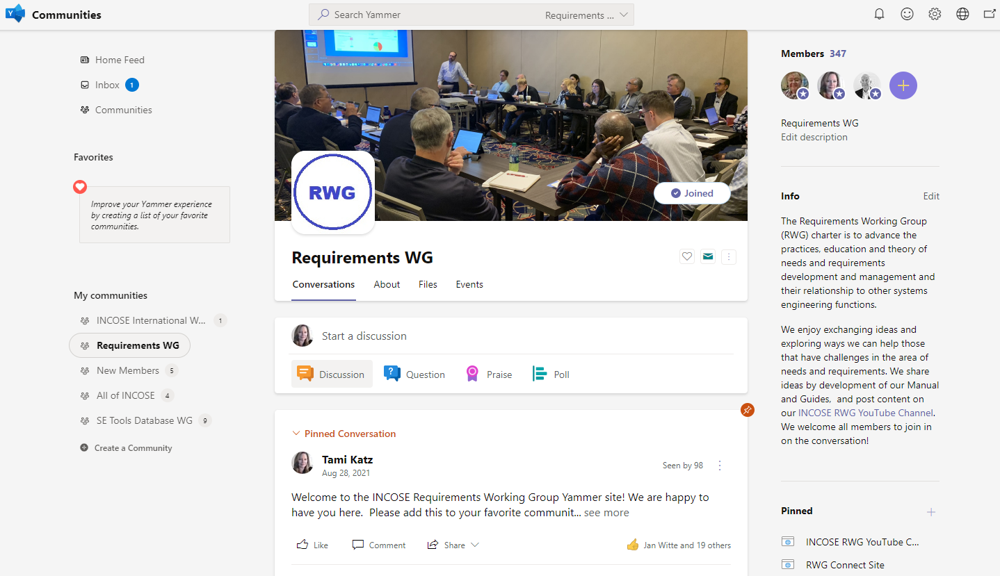 Communities
Search Yammer
Requirements ...
Home Feed
Inbox 1
Communities
Favorites
Improve your Yammer experience
by creating a list of your favorite
communities.
My communities
INCOSE International W... 1
Requirements WG
New Members 5
All of INCOSE 4
SE Tools Database WG 9
Create a Community
RWG
Joined
Requirements WG
Conversations About Files Events
Start a discussion
Discussion Question Praise Poll
Pinned Conversation
Tami Katz
Aug 28, 2021
Seen by 98
Welcome to the INCOSE Requirements Working Group Yammer site! We are happy to
have you here.  Please add this to your favorite communit... see more
Like Comment Share
Jan Witte and 19 others
Members 347
Requirements WG
Edit description
Info Edit
The Requirements Working Group
(RWG) charter is to advance the
practices, education and theory of
needs and requirements
development and management and
their relationship to other systems
engineering functions.
We enjoy exchanging ideas and
exploring ways we can help those
that have challenges in the area of
needs and requirements. We share
ideas by development of our Manual
and Guides,  and post content on
our INCOSE RWG YouTube Channel.
We welcome all members to join in
on the conversation!
Pinned
INCOSE RWG YouTube C...
RWG Connect Site